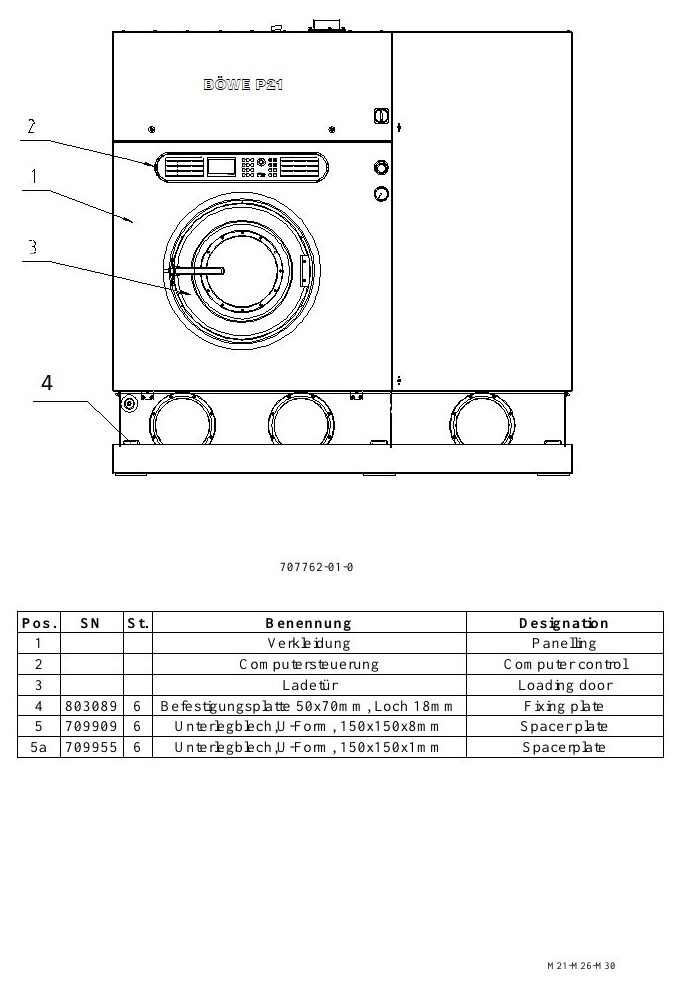 BÖWE P21
2
1
3
4
707762-01-0
Pos. SN St. Benennung Designation
1 Verkleidung Panelling
2 Computersteuerung Computer control
3 Ladetür Loading door
4 803089 6 Befestigungsplatte 50x70mm, Loch 18mm Fixing plate
5 709909 6 Unterlegblech,U-Form, 150x150x8mm Spacer plate
5a 709955 6 Unterlegblech,U-Form, 150x150x1mm Spacerplate
M21-M26-M30